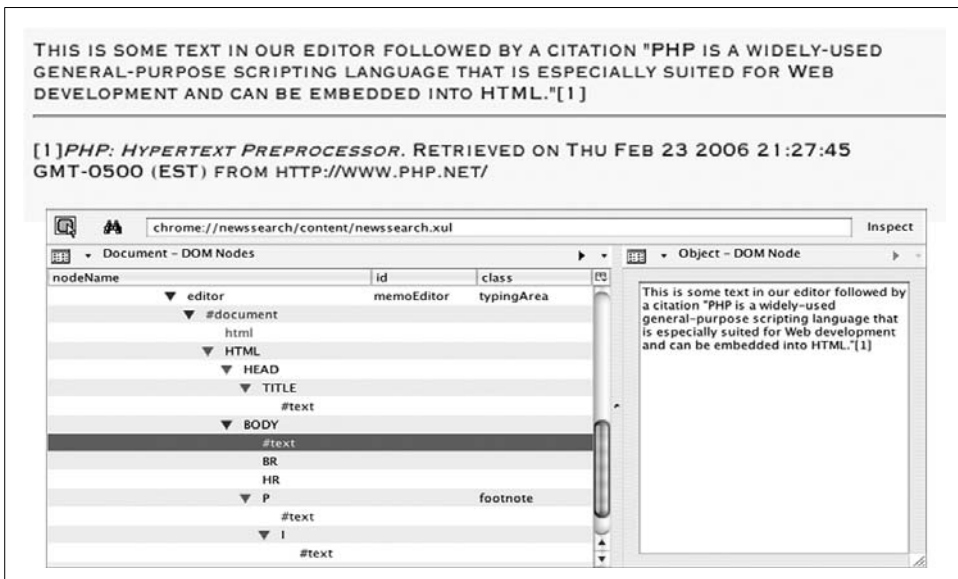 THIS IS SOME TEXT IN OUR EDITOR FOLLOWED BY A CITATION "PHP IS A WIDELY-USED
GENERAL-PURPOSE SCRIPTING LANGUAGE THAT IS ESPECIALLY SUITED FOR WEB
DEVELOPMENT AND CAN BE EMBEDDED INTO HTML."[1]
[1]PHP: HYPERTEXT PREPROCESSOR. RETRIEVED ON THU FEB 23 2006 21:27:45
GMT-0500 (EST) FROM HTTP://WWW.PHP.NET/
chrome://newssearch/content/newssearch.xul Inspect
Document – DOM Nodes
nodeName id class
editor memoEditor typingArea
#document
html
HTML
HEAD
TITLE
#text
BODY
#text
BR
HR
P footnote
#text
I
#text
Object – DOM Node
This is some text in our editor followed by
a citation "PHP is a widely-used
general-purpose scripting language that
is especially suited for Web development
and can be embedded into HTML."[1]